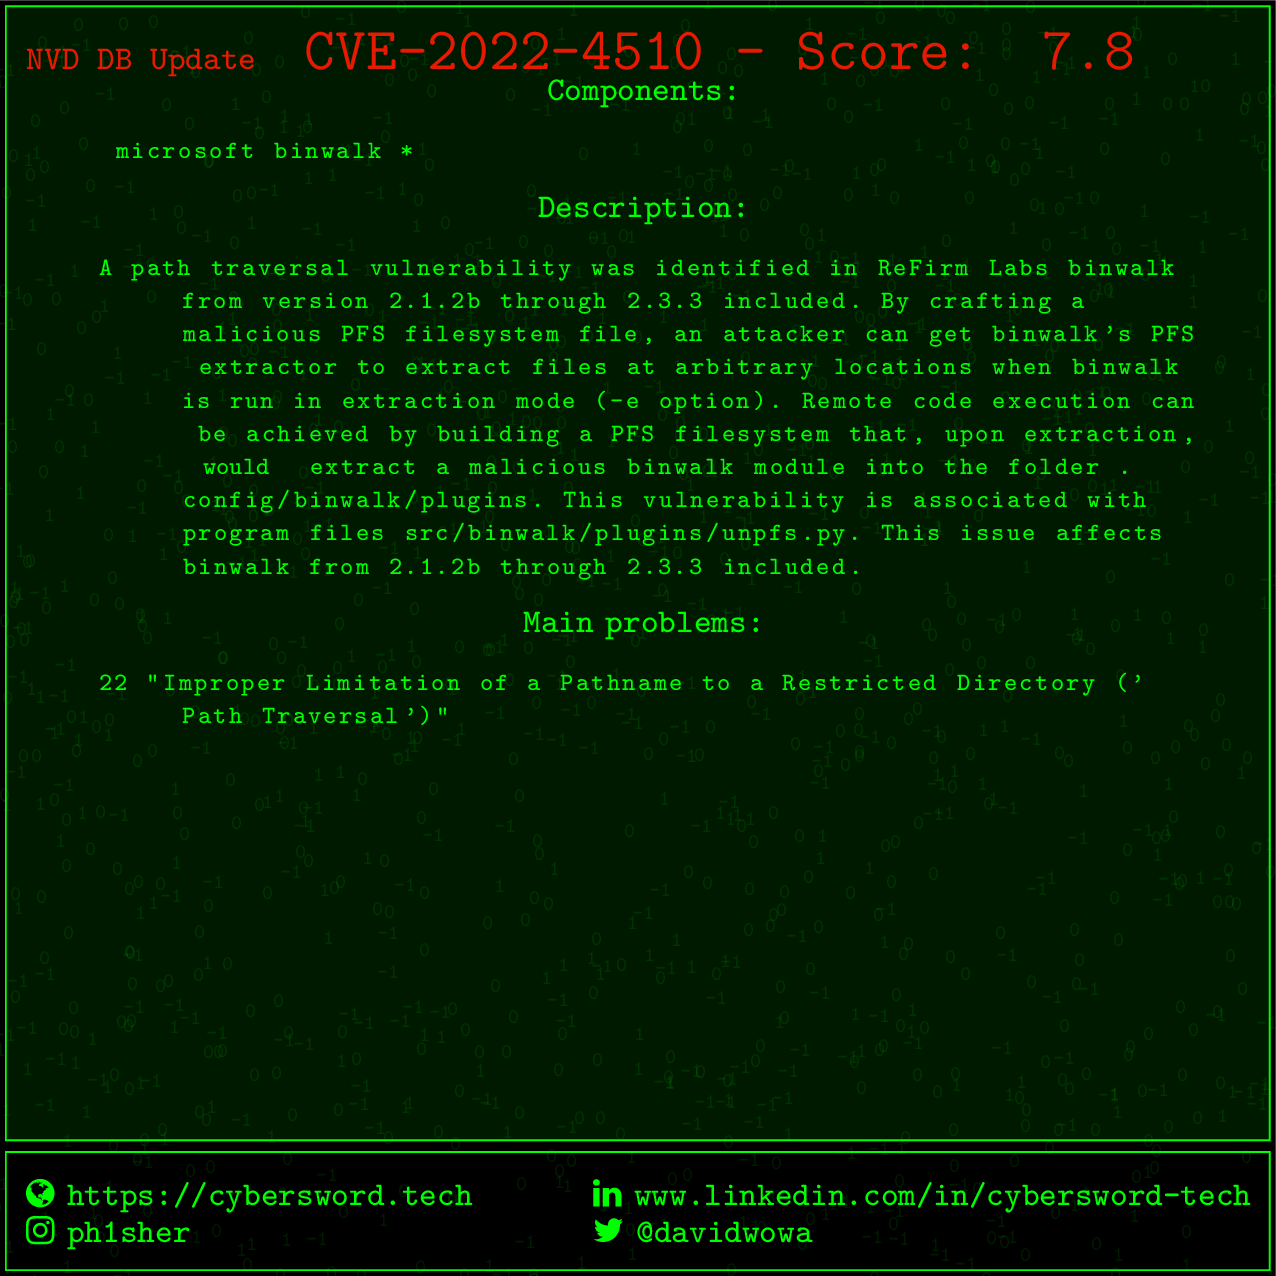 NVD DB Update CVE-2022-4510 - Score: 7.8
Components:
microsoft binwalk *
Description:
A path traversal vulnerability was identified in ReFirm Labs binwalk
from version 2.1.2b through 2.3.3 included. By crafting a
malicious PFS filesystem file, an attacker can get binwalk's PFS
extractor to extract files at arbitrary locations when binwalk
is run in extraction mode (-e option). Remote code execution can
be achieved by building a PFS filesystem that, upon extraction,
would extract a malicious binwalk module into the folder .
config/binwalk/plugins. This vulnerability is associated with
program files src/binwalk/plugins/unpfs.py. This issue affects
binwalk from 2.1.2b through 2.3.3 included.
Main problems:
22 "Improper Limitation of a Pathname to a Restricted Directory ('
Path Traversal')"
https://cybersword.tech
www.linkedin.com/in/cybersword-tech
ph1sher
@davidwowa